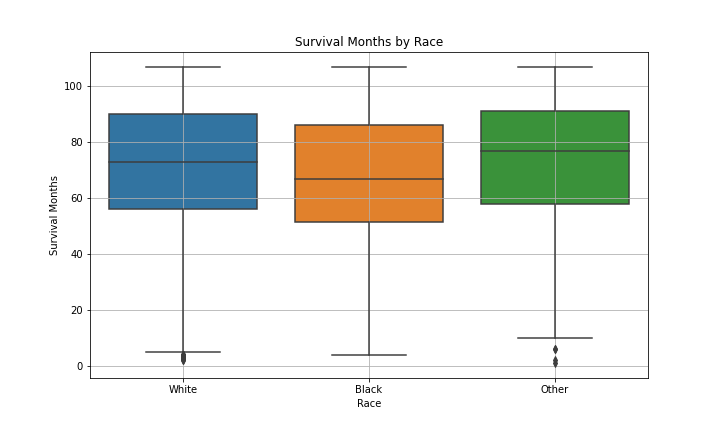 Survival Months by Race
Survival Months
100
80
60
40
20
0
White Black Other
Race